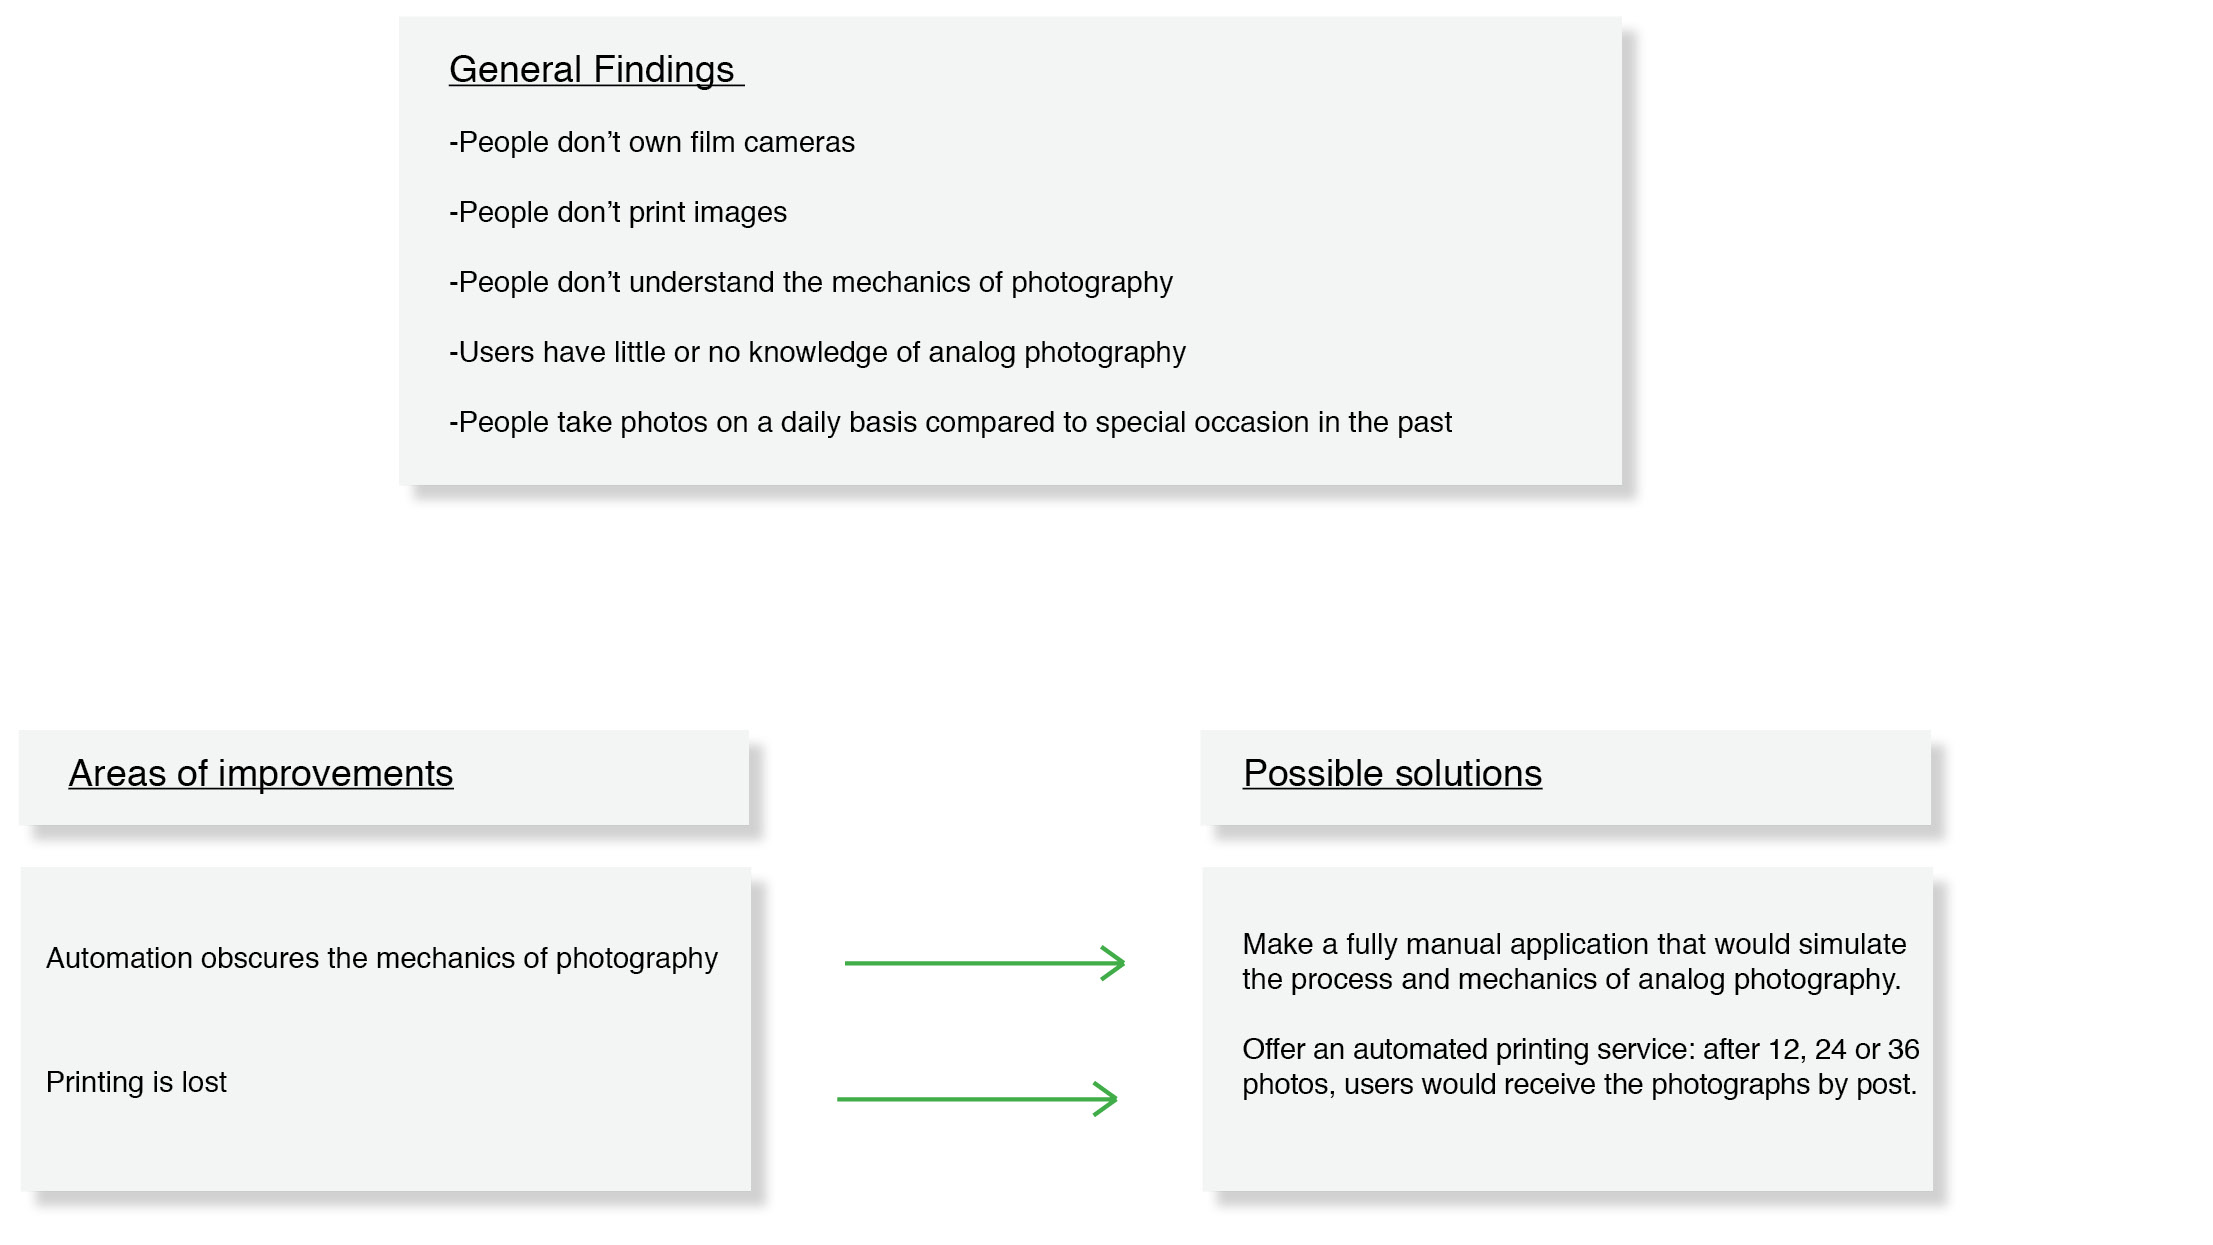 General Findings
-People don’t own film cameras
-People don’t print images
-People don’t understand the mechanics of photography
-Users have little or no knowledge of analog photography
-People take photos on a daily basis compared to special occasion in the past
Areas of improvements
Automation obscures the mechanics of photography
Printing is lost
Possible solutions
Make a fully manual application that would simulate
the process and mechanics of analog photography.
Offer an automated printing service: after 12, 24 or 36
photos, users would receive the photographs by post.